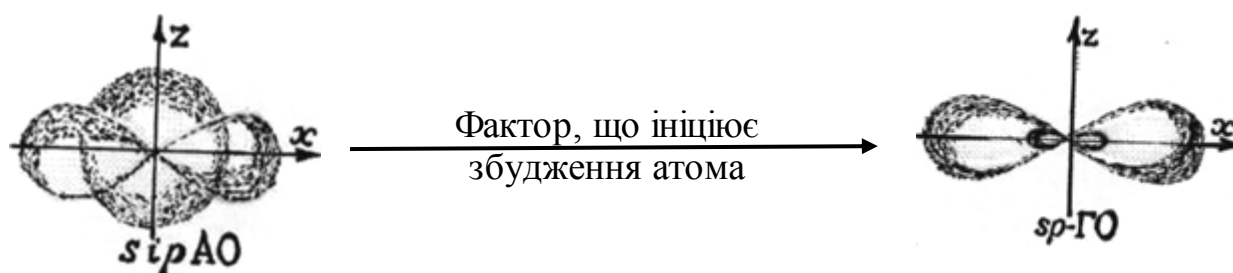 z
x
s i p АО
Фактор, що ініціює
збудження атома
z
x
sp-ГО